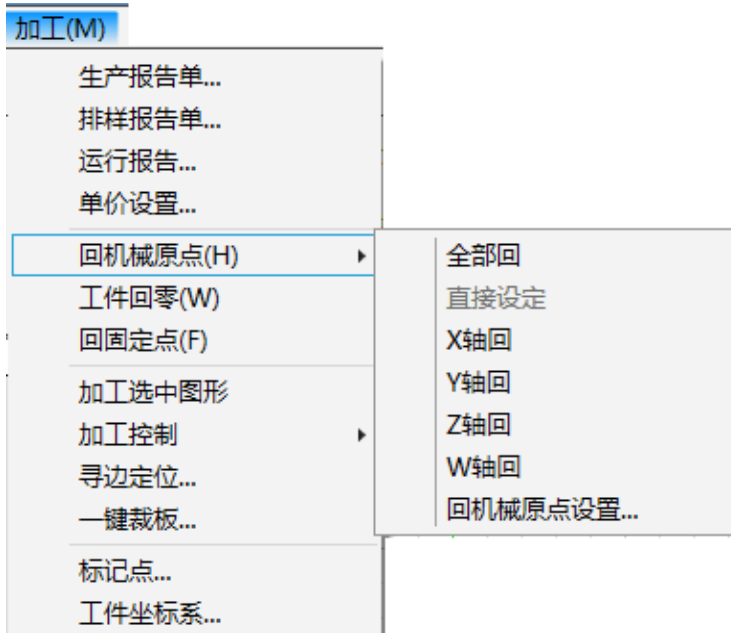 加工(M)
生产报告单...
排样报告单...
运行报告...
单价设置...
回机械原点(H)
工件回零(W)
回固定点(F)
加工选中图形
加工控制
寻边定位...
一键裁板...
标记点...
工件坐标系...
全部回
直接设定
X轴回
Y轴回
Z轴回
W轴回
回机械原点设置...